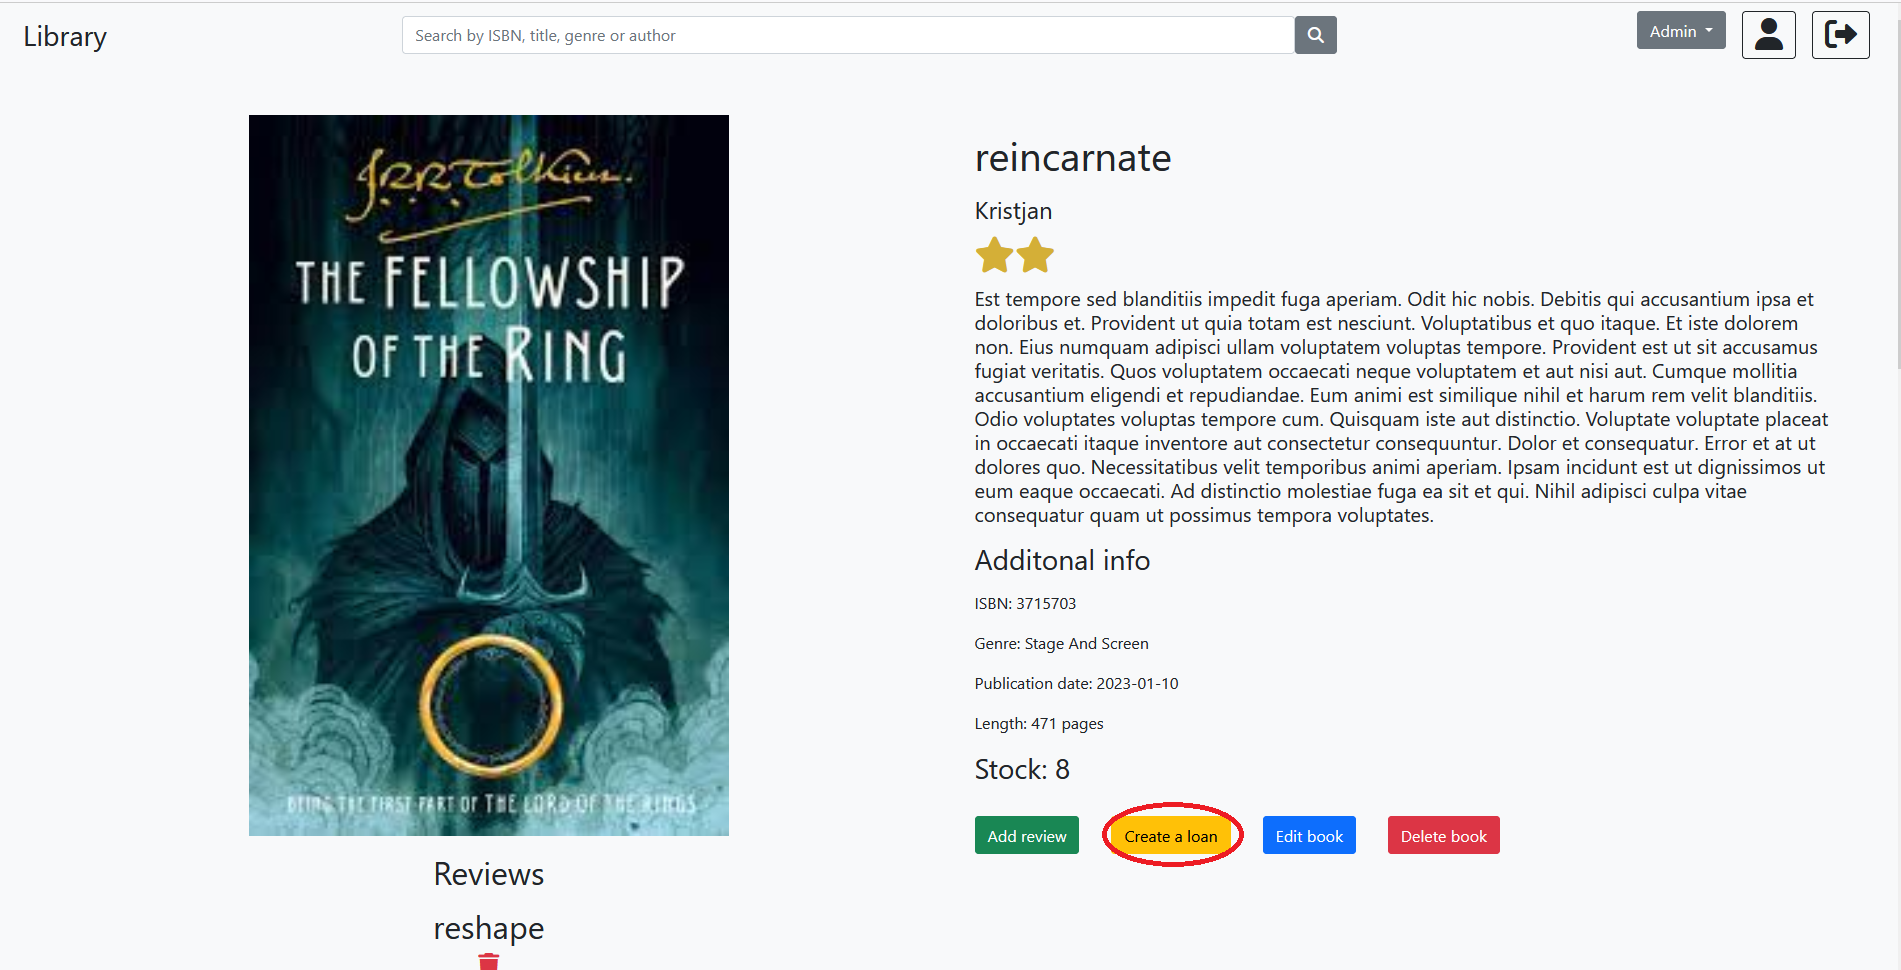 Library
Search by ISBN, title, genre or author
Admin
J.R.R. Tolkien.
THE FELLOWSHIP
OF THE RING
BEING THE FIRST PART OF THE LORD OF THE RINGS
reincarnate
Kristjan
Est tempore sed blanditiis impedit fuga aperiam. Odit hic nobis. Debitis qui accusantium ipsa et
doloribus et. Provident ut quia totam est nesciunt. Voluptatibus et quo itaque. Et iste dolorem
non. Eius numquam adipisci ullam voluptatem voluptas tempore. Provident est ut sit accusamus
fugiat veritatis. Quos voluptatem occaecati neque voluptatem et aut nisi aut. Cumque mollitia
accusantium eligendi et repudiandae. Eum animi est similique nihil et harum rem velit blanditiis.
Odio voluptates voluptas tempore cum. Quisquam iste aut distinctio. Voluptate voluptate placeat
in occaecati itaque inventore aut consectetur consequuntur. Dolor et consequatur. Error et at ut
dolores quo. Necessitatibus velit temporibus animi aperiam. Ipsam incidunt est ut dignissimos ut
eum eaque occaecati. Ad distinctio molestiae fuga ea sit et qui. Nihil adipisci culpa vitae
consequatur quam ut possimus tempora voluptates.
Additonal info
ISBN: 3715703
Genre: Stage And Screen
Publication date: 2023-01-10
Length: 471 pages
Stock: 8
Add review
Create a loan
Edit book
Delete book
Reviews
reshape